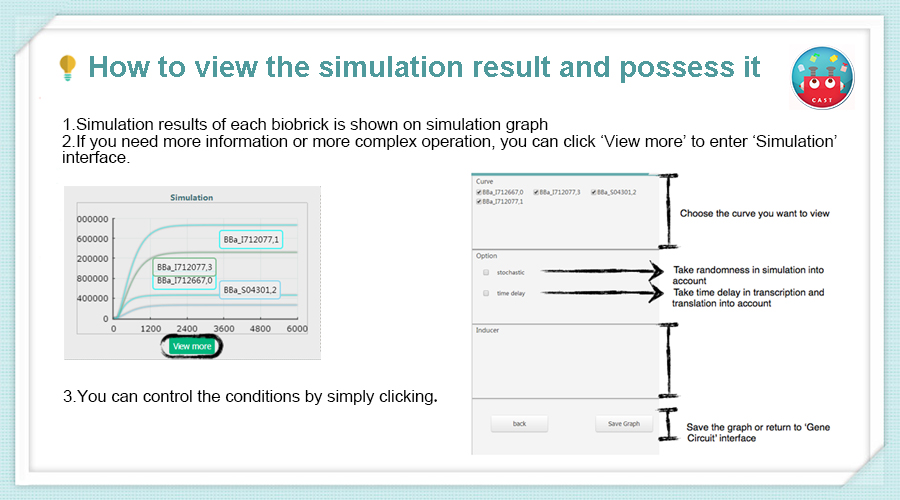 How to view the simulation result and possess it
CAST
1.Simulation results of each biobrick is shown on simulation graph
2.If you need more information or more complex operation, you can click ‘View more’ to enter ‘Simulation’
interface.
Simulation
000000
600000
200000
800000
400000
0
0 1200 2400 3600 4800 6000
BBa_I712077,1
BBa_I712077,3
BBa_I712667,0
BBa_S04301,2
View more
3.You can control the conditions by simply clicking.
Curve
BBa_I712667,0 BBa_I712077,3 BBa_S04301,2
BBa_I712077,1
Choose the curve you want to view
Option
stochastic
Take randomness in simulation into
account
time delay
Take time delay in transcription and
translation into account
Inducer
back Save Graph
Save the graph or return to ‘Gene
Circuit’ interface